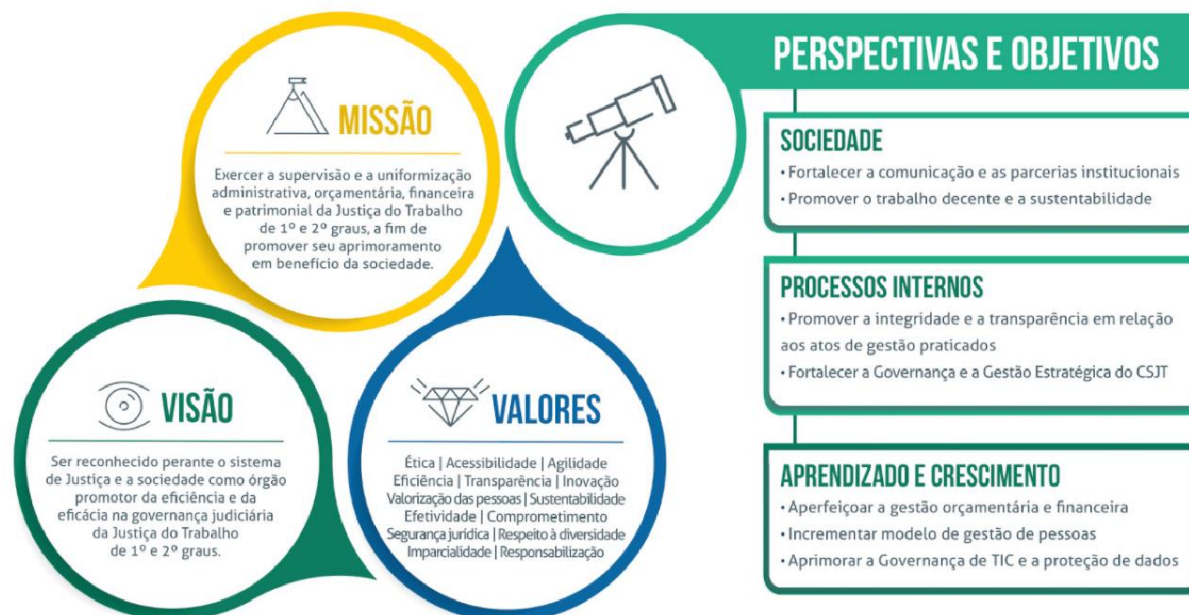 MISSÃO
Exercer a supervisão e a uniformização
administrativa, orçamentária, financeira
e patrimonial da Justiça do Trabalho
de 1º e 2º graus, a fim de
promover seu aprimoramento
em benefício da sociedade.
VISÃO
Ser reconhecido perante o sistema
de Justiça e a sociedade como órgão
promotor da eficiência e da
eficácia na governança judiciária
da Justiça do Trabalho
de 1º e 2º graus.
VALORES
Ética | Acessibilidade | Agilidade
Eficiência | Transparência | Inovação
Valorização das pessoas | Sustentabilidade
Efetividade | Comprometimento
Segurança jurídica | Respeito à diversidade
Imparcialidade | Responsabilização
PERSPECTIVAS E OBJETIVOS
SOCIEDADE
• Fortalecer a comunicação e as parcerias institucionais
• Promover o trabalho decente e a sustentabilidade
PROCESSOS INTERNOS
• Promover a integridade e a transparência em relação
aos atos de gestão praticados
• Fortalecer a Governança e a Gestão Estratégica do CSJT
APRENDIZADO E CRESCIMENTO
• Aperfeiçoar a gestão orçamentária e financeira
• Incrementar modelo de gestão de pessoas
• Aprimorar a Governança de TIC e a proteção de dados